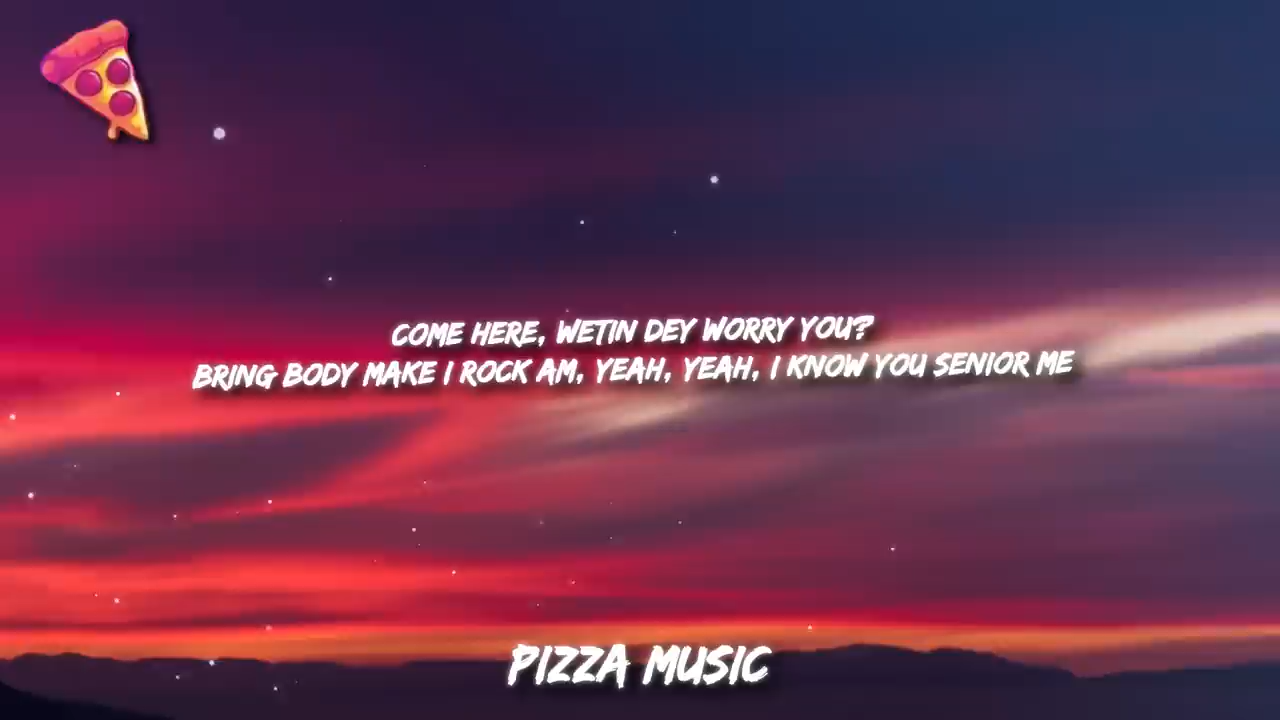 COME HERE, WETIN DEY WORRY YOU?
BRING BODY MAKE I ROCK AM, YEAH, YEAH, I KNOW YOU SENIOR ME
PIZZA MUSIC